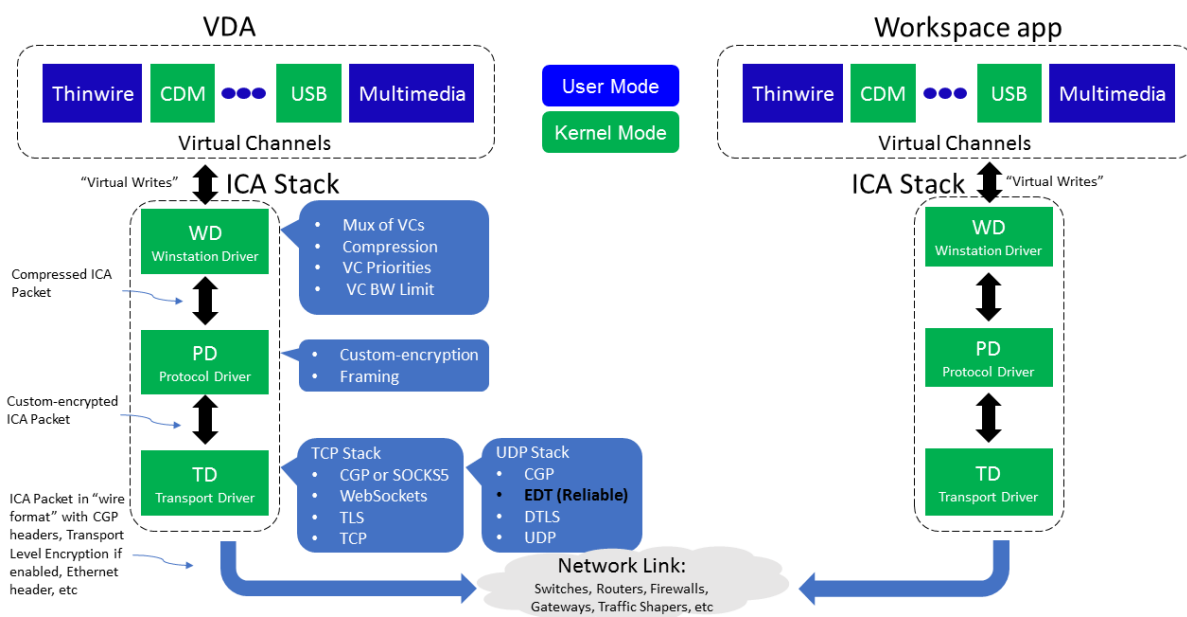 VDA
Workspace app
Thinwire
CDM
USB
Multimedia
Virtual Channels
User Mode
Kernel Mode
Thinwire
CDM
USB
Multimedia
Virtual Channels
“Virtual Writes”
ICA Stack
ICA Stack
“Virtual Writes”
WD
Winstation Driver
• Mux of VCs
• Compression
• VC Priorities
• VC BW Limit
Compressed ICA
Packet
PD
Protocol Driver
• Custom-encryption
• Framing
Custom-encrypted
ICA Packet
TD
Transport Driver
TCP Stack
• CGP or SOCKS5
• WebSockets
• TLS
• TCP
UDP Stack
• CGP
• EDT (Reliable)
• DTLS
• UDP
ICA Packet in “wire
format” with CGP
headers, Transport
Level Encryption if
enabled, Ethernet
header, etc
WD
Winstation Driver
PD
Protocol Driver
TD
Transport Driver
Network Link:
Switches, Routers, Firewalls,
Gateways, Traffic Shapers, etc